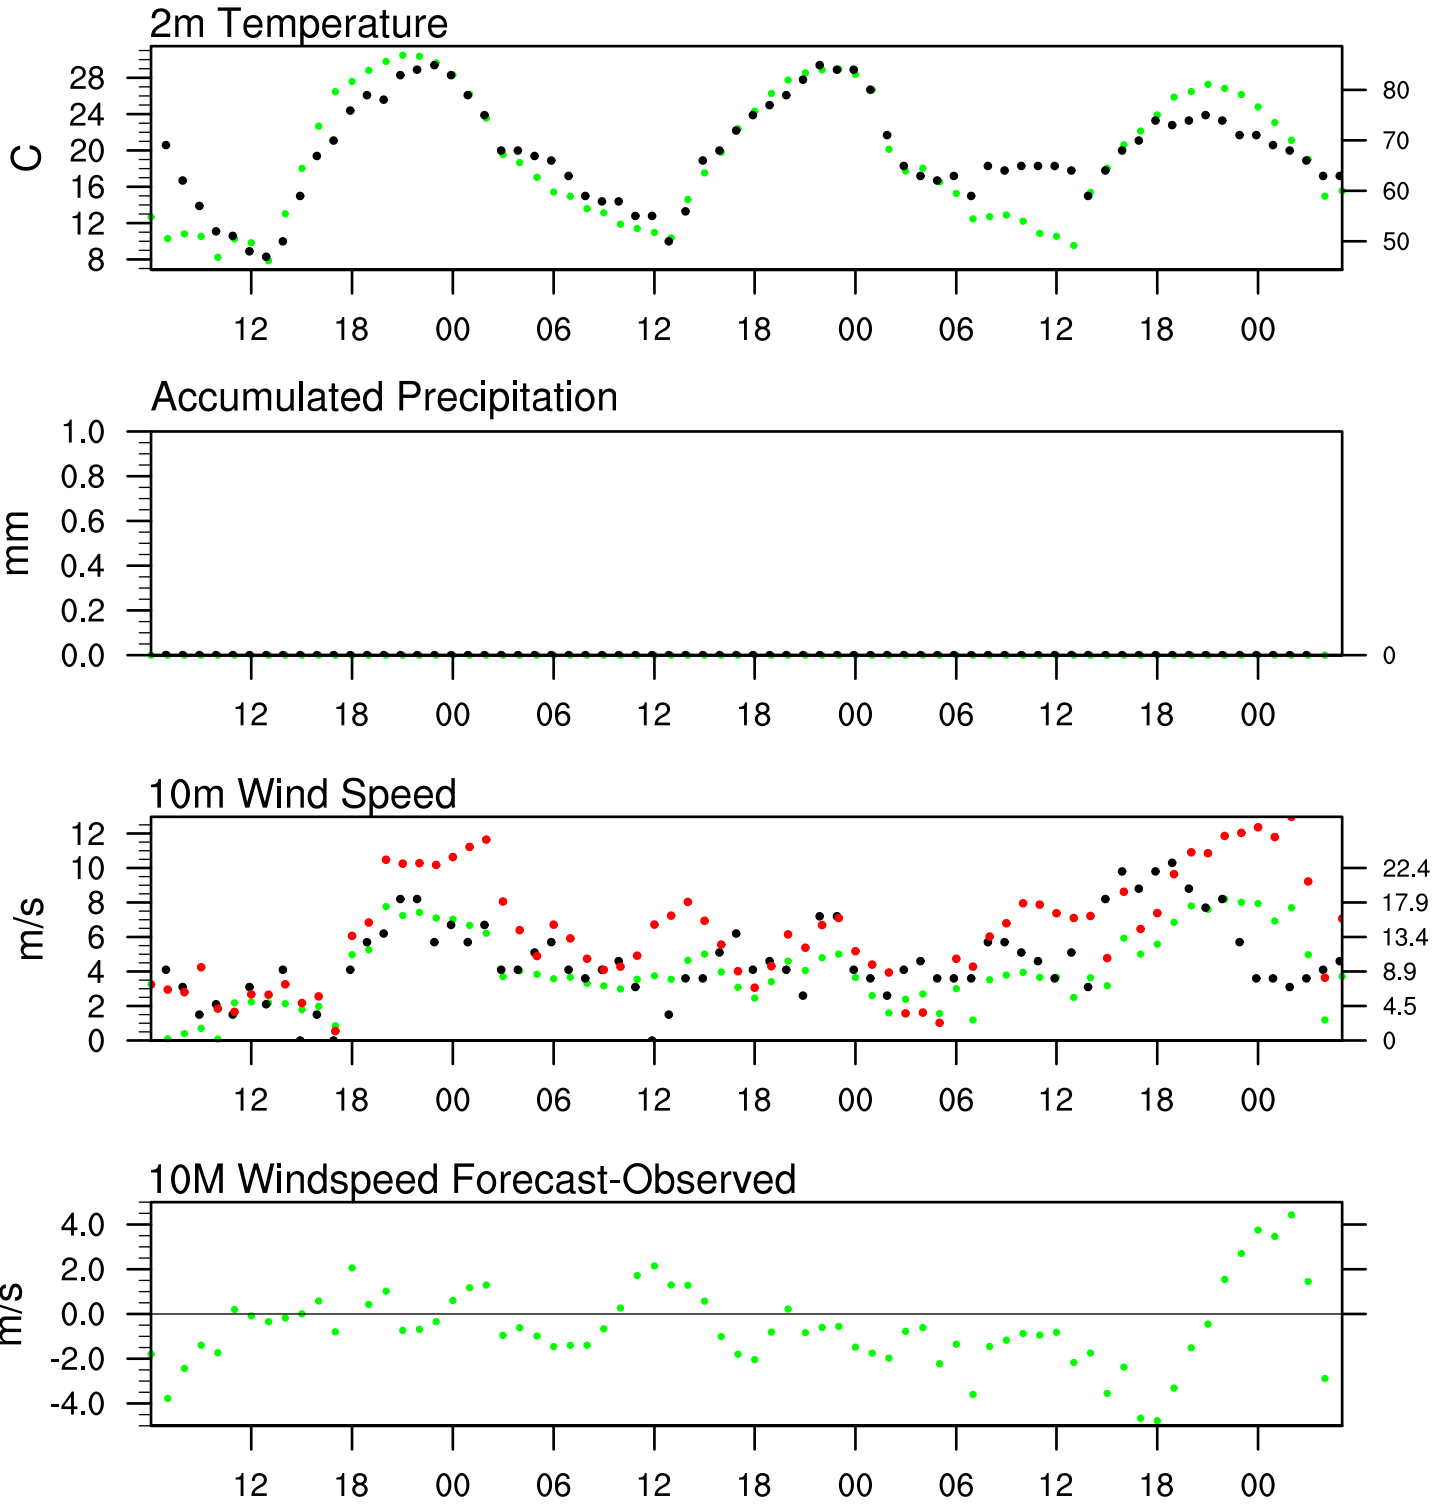 2m Temperature
C
28
24
20
16
12
8
80
70
60
50
12 18 00 06 12 18 00 06 12 18 00
Accumulated Precipitation
mm
1.0
0.8
0.6
0.4
0.2
0.0
0
12 18 00 06 12 18 00 06 12 18 00
10m Wind Speed
m/s
12
10
8
6
4
2
0
22.4
17.9
13.4
8.9
4.5
0
12 18 00 06 12 18 00 06 12 18 00
10M Windspeed Forecast-Observed
m/s
4.0
2.0
0.0
-2.0
-4.0
12 18 00 06 12 18 00 06 12 18 00